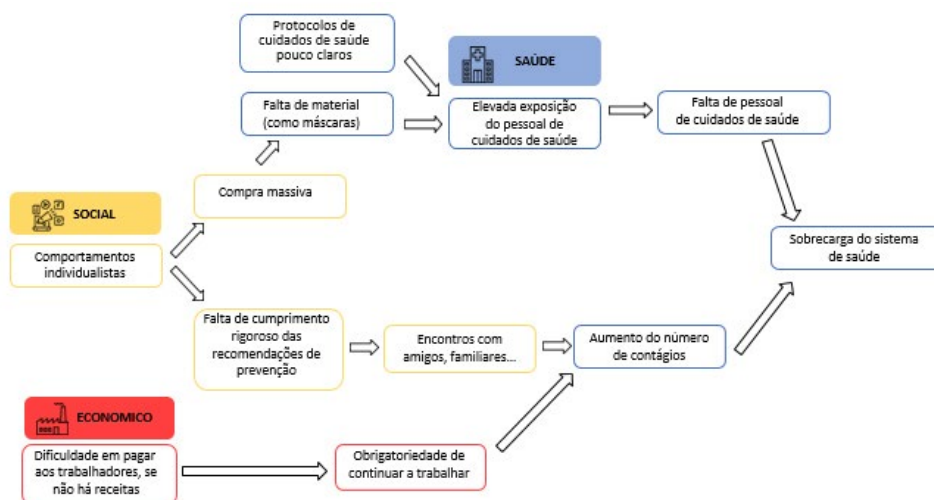 Protocolos de
cuidados de saúde
pouco claros
SAÚDE
Falta de material
(como máscaras)
Elevada exposição
do pessoal de
cuidados de saúde
Falta de pessoal
de cuidados de saúde
Compra massiva
SOCIAL
Comportamentos
individualistas
Sobrecarga do sistema
de saúde
Falta de cumprimento
rigoroso das
recomendações de
prevenção
Encontros com
amigos, familiares...
Aumento do número
de contágios
ECONOMICO
Dificuldade em pagar
aos trabalhadores, se
não há receitas
Obrigatoriedade de
continuar a trabalhar